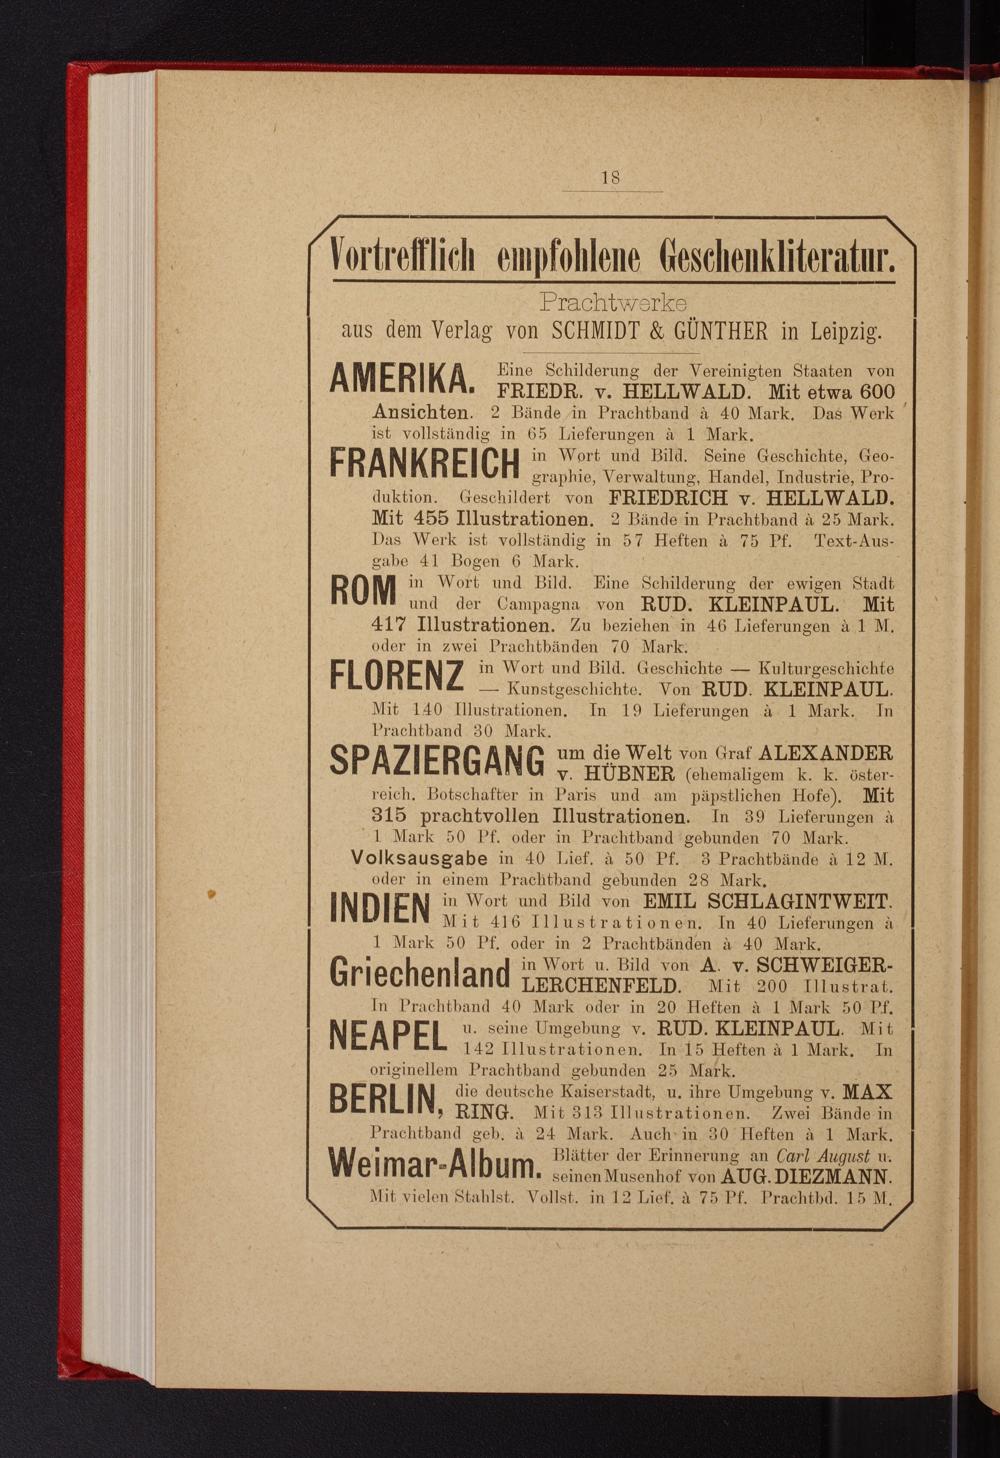 18
Vortrefflich empfohlene Geschenkliteratur.
Prachtwerke
aus dem Verlag von SCHMIDT & GÜNTHER in Leipzig.
AMERIKA. Eine Schilderung der Vereinigten Staaten von
FRIEDR. v. HELLWALD. Mit etwa 600
Ansichten. 2 Bände in Prachtband à 40 Mark. Das Werk
ist vollständig in 65 Lieferungen à 1 Mark.
FRANKREICH in Wort und Bild. Seine Geschichte, Geo-
graphie, Verwaltung, Handel, Industrie, Pro-
duktion. Geschildert von FRIEDRICH v. HELLWALD.
Mit 455 Illustrationen. 2 Bände in Prachtband à 25 Mark.
Das Werk ist vollständig in 57 Heften à 75 Pf. Text-Aus-
gabe 41 Bogen 6 Mark.
ROM in Wort und Bild. Eine Schilderung der ewigen Stadt
und der Campagna von RUD. KLEINPAUL. Mit
417 Illustrationen. Zu beziehen in 46 Lieferungen à 1 M.
oder in zwei Prachtbänden 70 Mark.
FLORENZ in Wort und Bild. Geschichte — Kulturgeschichte
— Kunstgeschichte. Von RUD. KLEINPAUL.
Mit 140 Illustrationen. In 19 Lieferungen à 1 Mark. In
Prachtband 30 Mark.
SPAZIERGANG um die Welt von Graf ALEXANDER
v. HÜBNER (ehemaligem k. k. öster-
reich. Botschafter in Paris und am päpstlichen Hofe). Mit
315 prachtvollen Illustrationen. In 39 Lieferungen à
1 Mark 50 Pf. oder in Prachtband gebunden 70 Mark.
Volksausgabe in 40 Lief. à 50 Pf. 3 Prachtbände à 12 M.
oder in einem Prachtband gebunden 28 Mark.
INDIEN in Wort und Bild von EMIL SCHLAGINTWEIT.
Mit 416 Illustrationen. In 40 Lieferungen à
1 Mark 50 Pf. oder in 2 Prachtbänden à 40 Mark.
Griechenland in Wort u. Bild von A. v. SCHWEIGER-
LERCHENFELD. Mit 200 Illustrat.
In Prachtband 40 Mark oder in 20 Heften à 1 Mark 50 Pf.
NEAPEL u. seine Umgebung v. RUD. KLEINPAUL. Mit
142 Illustrationen. In 15 Heften à 1 Mark. In
originellem Prachtband gebunden 25 Mark.
BERLIN, die deutsche Kaiserstadt, u. ihre Umgebung v. MAX
RING. Mit 313 Illustrationen. Zwei Bände in
Prachtband geb. à 24 Mark. Auch in 30 Heften à 1 Mark.
Weimar-Album. Blätter der Erinnerung an Carl August u.
seinen Musenhof von AUG. DIEZMANN.
Mit vielen Stahlst. Vollst. in 12 Lief. à 75 Pf. Prachtbd. 15 M.